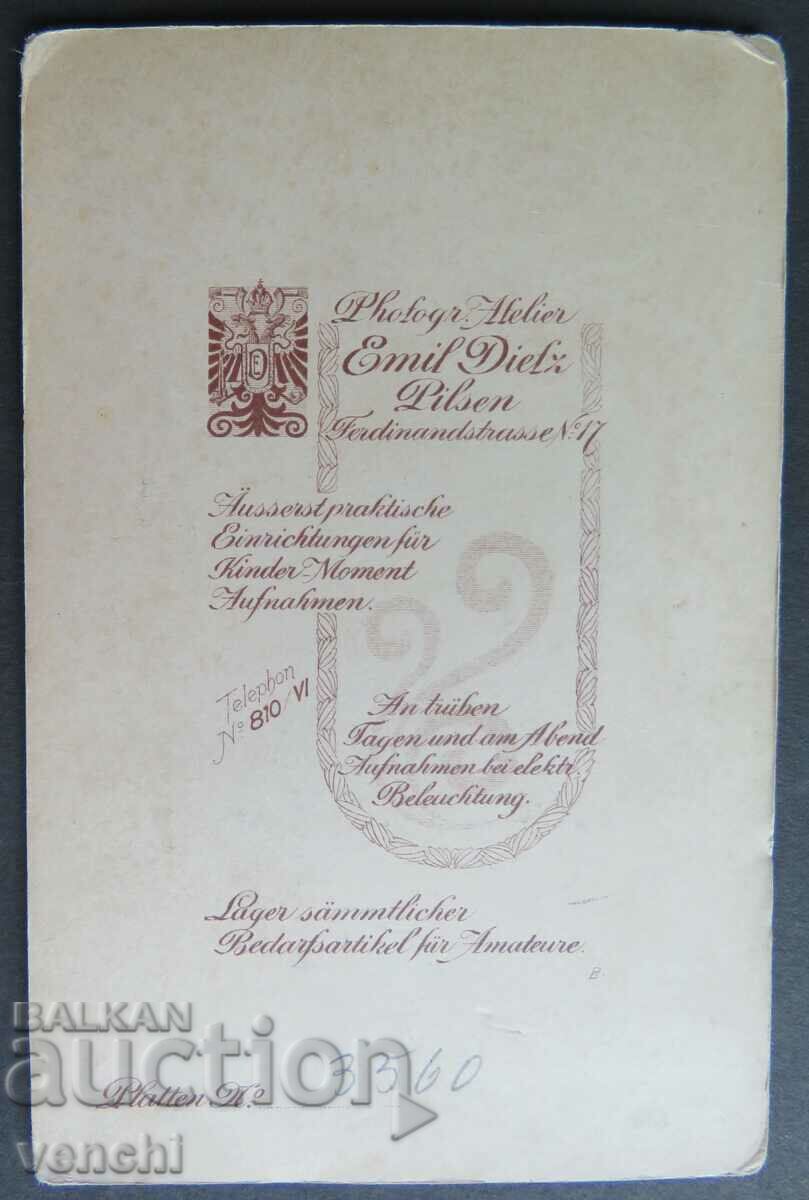 Photogr. Atelier
Emil Dietz
Pilsen
Ferdinandstrasse No. 17
Äusserst praktische
Einrichtungen für
Kinder-Moment
Aufnahmen.
Telephon
No. 810/VI
An trüben
Tagen und am Abend
Aufnahmen bei elektr.
Beleuchtung.
Lager sämmtlicher
Bedarfsartikel für Amateure.
B.
Platten No. 3560
BALKAN
auction
venchi